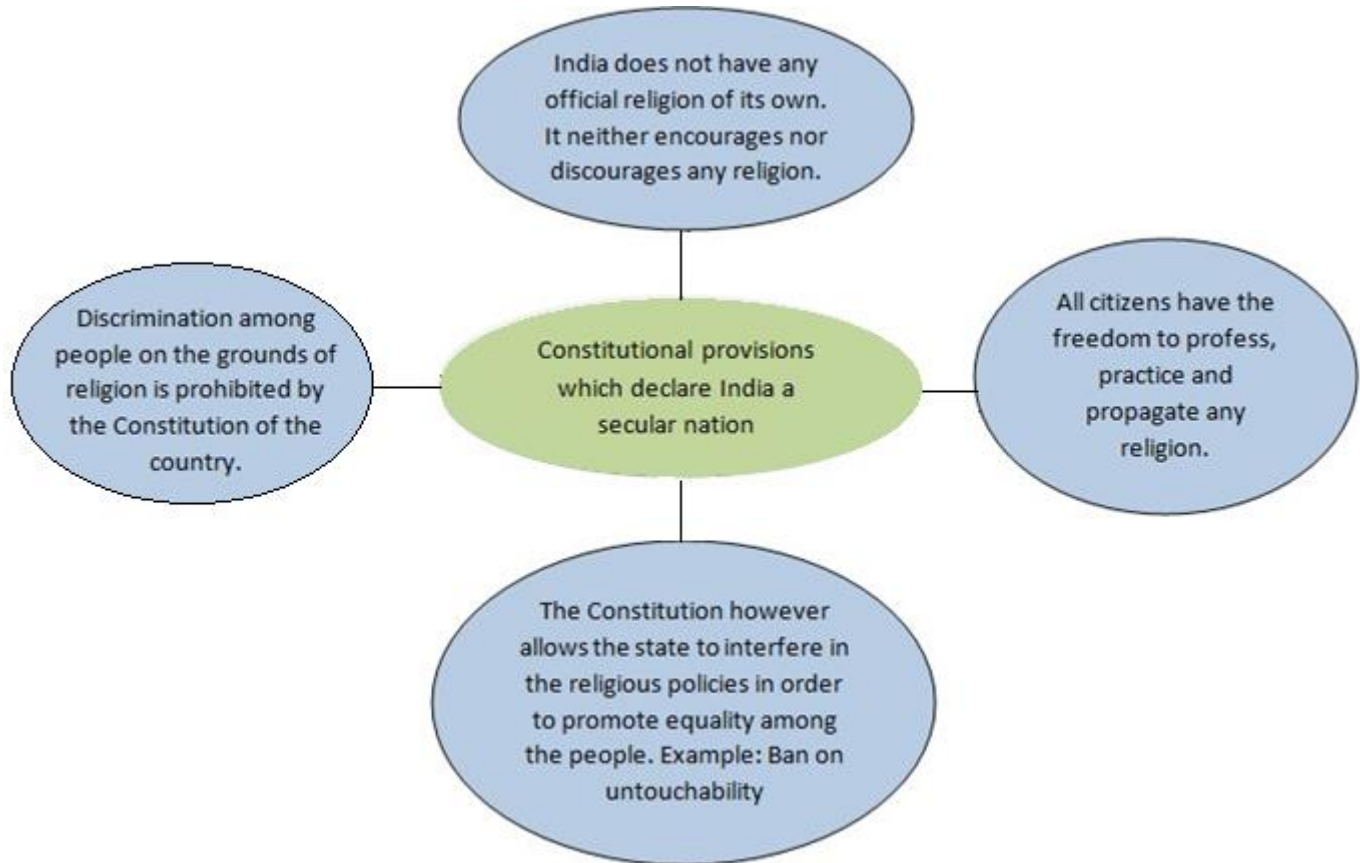 India does not have any
official religion of its own.
It neither encourages nor
discourages any religion.
Discrimination among
people on the grounds of
religion is prohibited by
the Constitution of the
country.
Constitutional provisions
which declare India a
secular nation
All citizens have the
freedom to profess,
practice and
propagate any
religion.
The Constitution however
allows the state to interfere in
the religious policies in order
to promote equality among
the people. Example: Ban on
untouchability